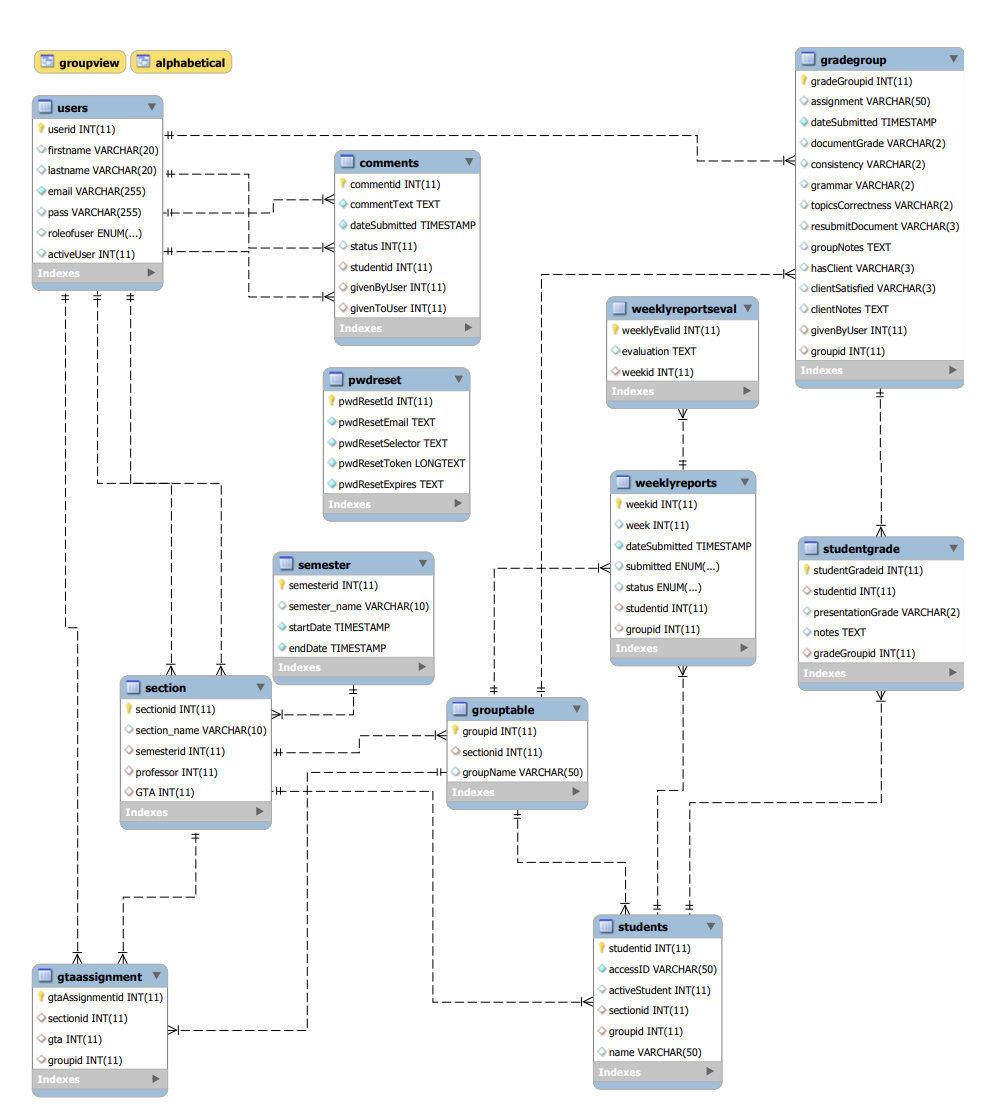 groupview
alphabetical
users
userid INT(11)
firstname VARCHAR(20)
lastname VARCHAR(20)
email VARCHAR(255)
pass VARCHAR(255)
roleofuser ENUM(...)
activeUser INT(11)
Indexes
comments
commentid INT(11)
commentText TEXT
dateSubmitted TIMESTAMP
status INT(11)
studentid INT(11)
givenByUser INT(11)
givenToUser INT(11)
Indexes
gradegroup
gradeGroupid INT(11)
assignment VARCHAR(50)
dateSubmitted TIMESTAMP
documentGrade VARCHAR(2)
consistency VARCHAR(2)
grammar VARCHAR(2)
topicsCorrectness VARCHAR(2)
resubmitDocument VARCHAR(3)
groupNotes TEXT
hasClient VARCHAR(3)
clientSatisfied VARCHAR(3)
clientNotes TEXT
givenByUser INT(11)
groupid INT(11)
Indexes
weeklyreportseval
weeklyEvalid INT(11)
evaluation TEXT
weekid INT(11)
Indexes
pwdreset
pwdResetId INT(11)
pwdResetEmail TEXT
pwdResetSelector TEXT
pwdResetToken LONGTEXT
pwdResetExpires TEXT
Indexes
weeklyreports
weekid INT(11)
week INT(11)
dateSubmitted TIMESTAMP
submitted ENUM(...)
status ENUM(...)
studentid INT(11)
groupid INT(11)
Indexes
studentgrade
studentGradeid INT(11)
studentid INT(11)
presentationGrade VARCHAR(2)
notes TEXT
gradeGroupid INT(11)
Indexes
semester
semesterid INT(11)
semester_name VARCHAR(10)
startDate TIMESTAMP
endDate TIMESTAMP
Indexes
section
sectionid INT(11)
section_name VARCHAR(10)
semesterid INT(11)
professor INT(11)
GTA INT(11)
Indexes
grouptable
groupid INT(11)
sectionid INT(11)
groupName VARCHAR(50)
Indexes
students
studentid INT(11)
accessID VARCHAR(50)
activeStudent INT(11)
sectionid INT(11)
groupid INT(11)
name VARCHAR(50)
Indexes
gtaassignment
gtaAssignmentid INT(11)
sectionid INT(11)
gta INT(11)
groupid INT(11)
Indexes